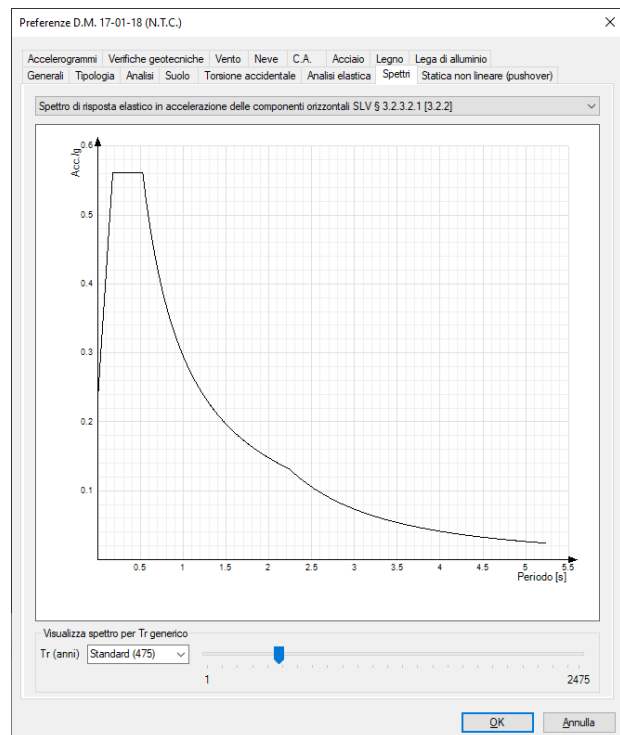 Preferenze D.M. 17-01-18 (N.T.C.)
Accelerogrammi Verifiche geotecniche Vento Neve C.A. Acciaio Legno Lega di alluminio
Generali Tipologia Analisi Suolo Torsione accidentale Analisi elastica Spettri Statica non lineare (pushover)
Spettro di risposta elastico in accelerazione delle componenti orizzontali SLV § 3.2.3.2.1 [3.2.2]
Acc./g
0.6
0.5
0.4
0.3
0.2
0.1
0.5 1 1.5 2 2.5 3 3.5 4 4.5 5 5.5
Periodo [s]
Visualizza spettro per Tr generico
Tr (anni) Standard (475)
1 2475
OK Annulla